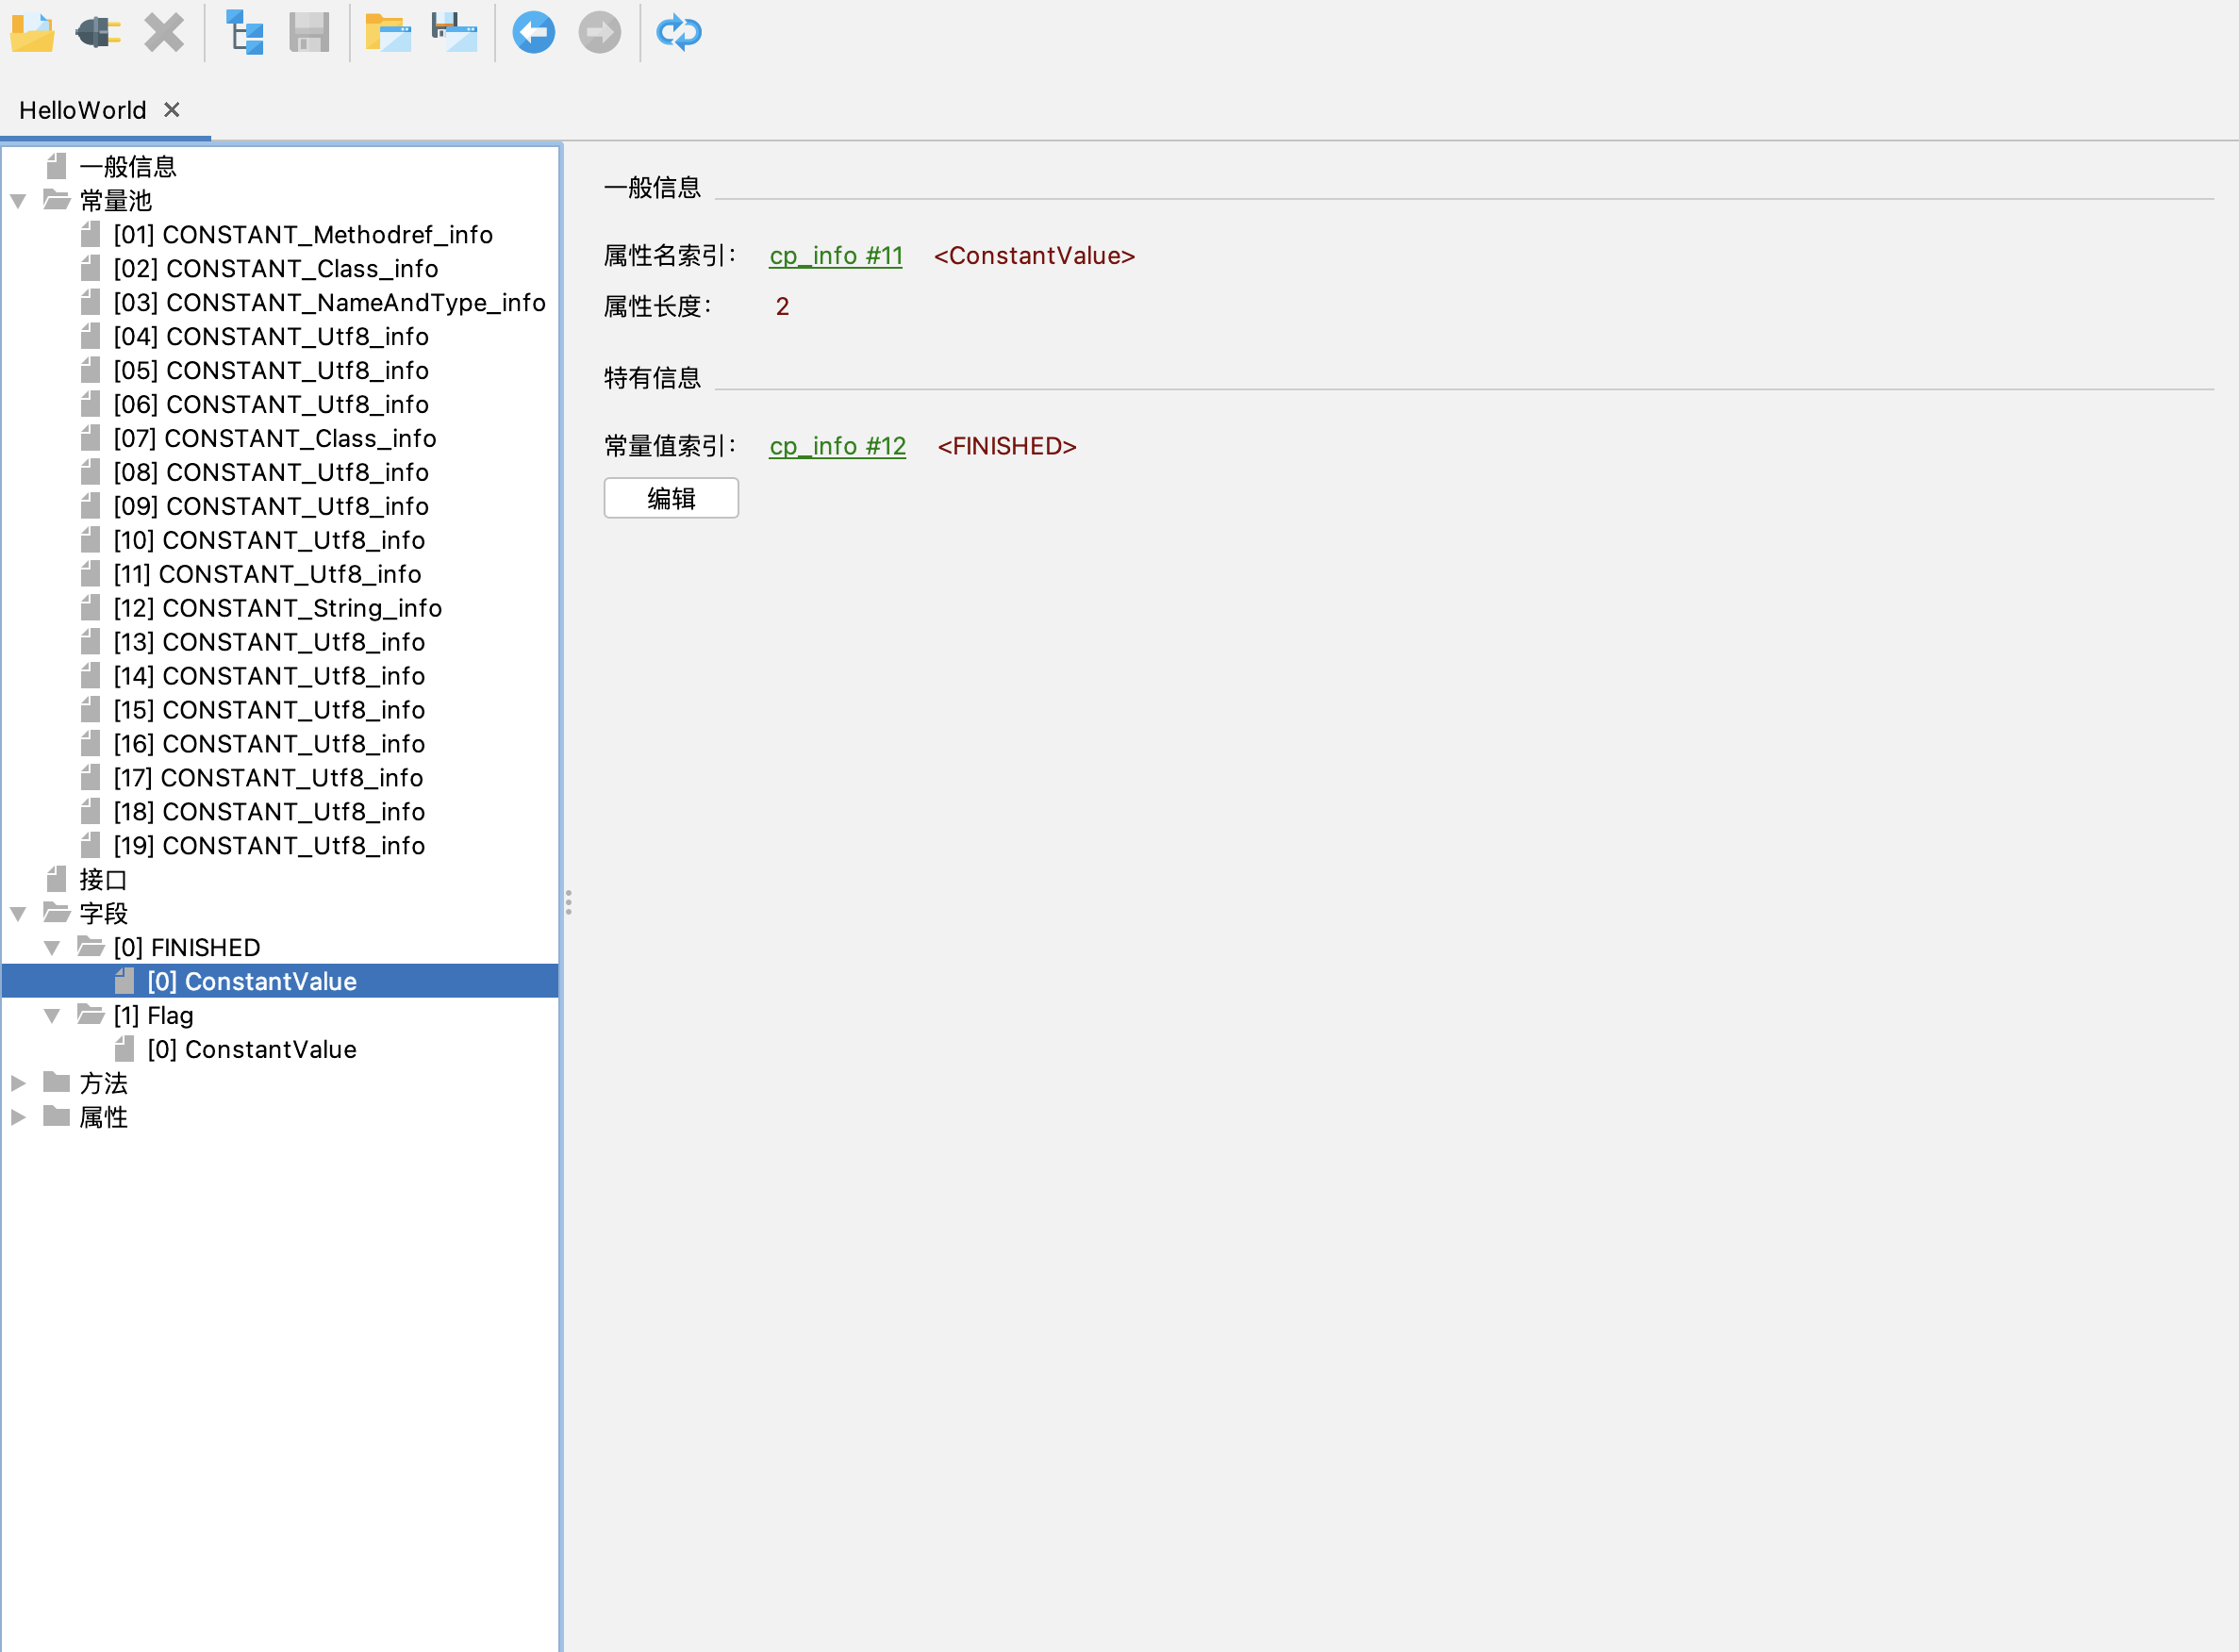 HelloWorld
一般信息
常量池
[01] CONSTANT_Methodref_info
[02] CONSTANT_Class_info
[03] CONSTANT_NameAndType_info
[04] CONSTANT_Utf8_info
[05] CONSTANT_Utf8_info
[06] CONSTANT_Utf8_info
[07] CONSTANT_Class_info
[08] CONSTANT_Utf8_info
[09] CONSTANT_Utf8_info
[10] CONSTANT_Utf8_info
[11] CONSTANT_Utf8_info
[12] CONSTANT_String_info
[13] CONSTANT_Utf8_info
[14] CONSTANT_Utf8_info
[15] CONSTANT_Utf8_info
[16] CONSTANT_Utf8_info
[17] CONSTANT_Utf8_info
[18] CONSTANT_Utf8_info
[19] CONSTANT_Utf8_info
接口
字段
[0] FINISHED
[0] ConstantValue
[1] Flag
[0] ConstantValue
方法
属性
一般信息
属性名索引： cp_info #11 <ConstantValue>
属性长度： 2
特有信息
常量值索引： cp_info #12 <FINISHED>
编辑